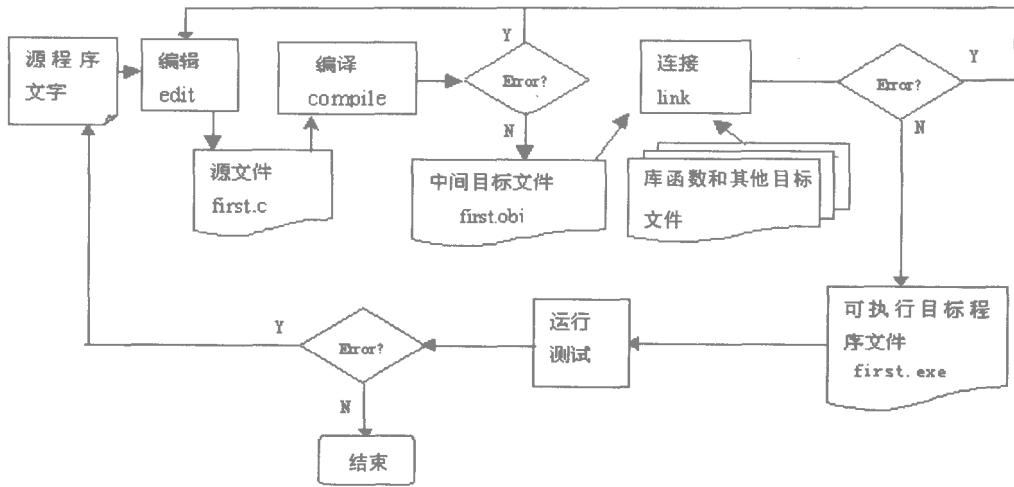 源程序
文字
编辑
edit
编译
compile
Error?
Y
N
连接
link
Error?
Y
N
源文件
first.c
中间目标文件
first.obi
库函数和其他目标
文件
可执行目标程
序文件
first.exe
运行
测试
Error?
Y
N
结束